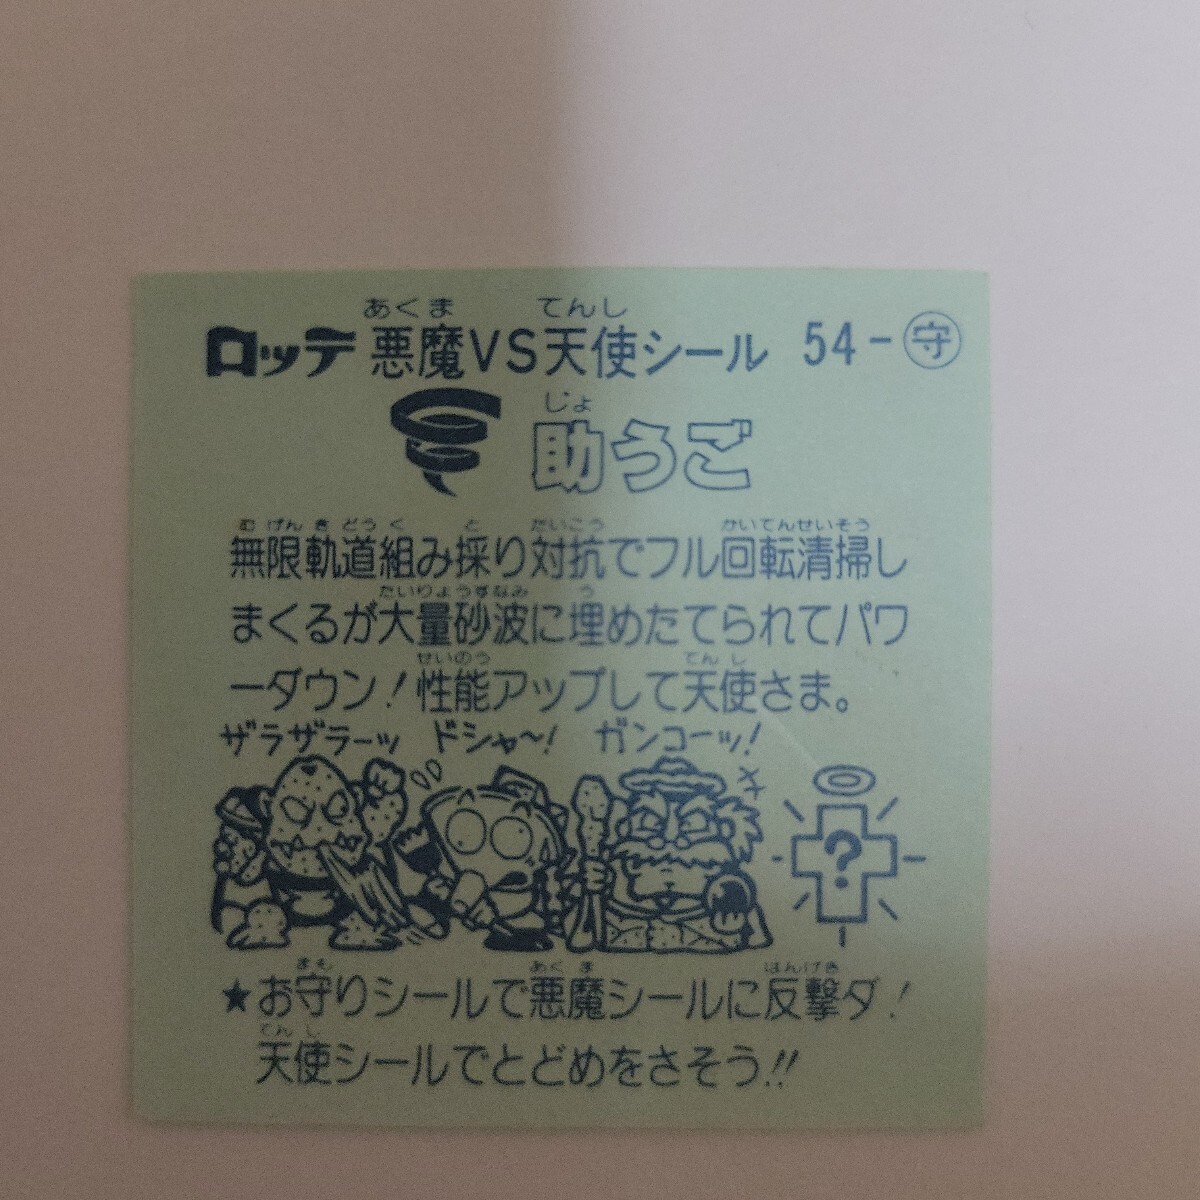 あくま てんし
ロッテ 悪魔VS天使シール 54-守
じょ
助うご
むげんきどうくとたいこう かいてんせいそう
無限軌道組み採り対抗でフル回転清掃し
たいりょうすなみ う
まくるが大量砂波に埋めたてられてパワ
せいのう てんし
ーダウン!性能アップして天使さま。
ザラザラーッ ドシャ〜! ガンコーッ!
?
まも あくま はんげき
★お守りシールで悪魔シールに反撃ダ!
てんし
天使シールでとどめをさそう!!